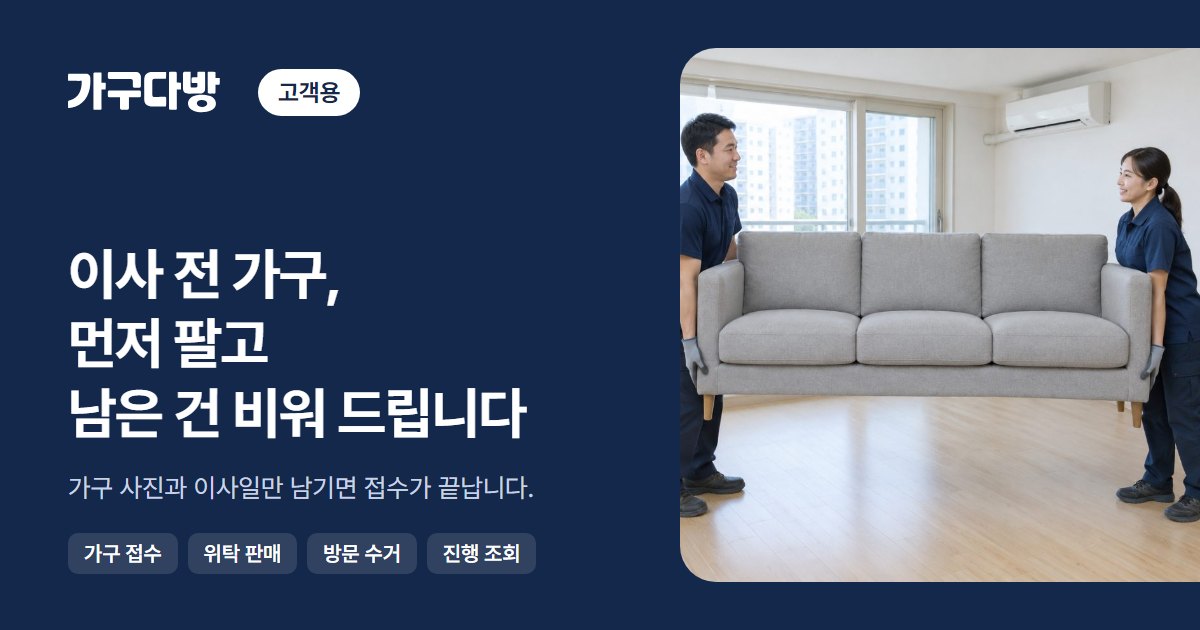 가구다방
고객용
이사 전 가구,
먼저 팔고
남은 건 비워 드립니다
가구 사진과 이사일만 남기면 접수가 끝납니다.
가구 접수
위탁 판매
방문 수거
진행 조회